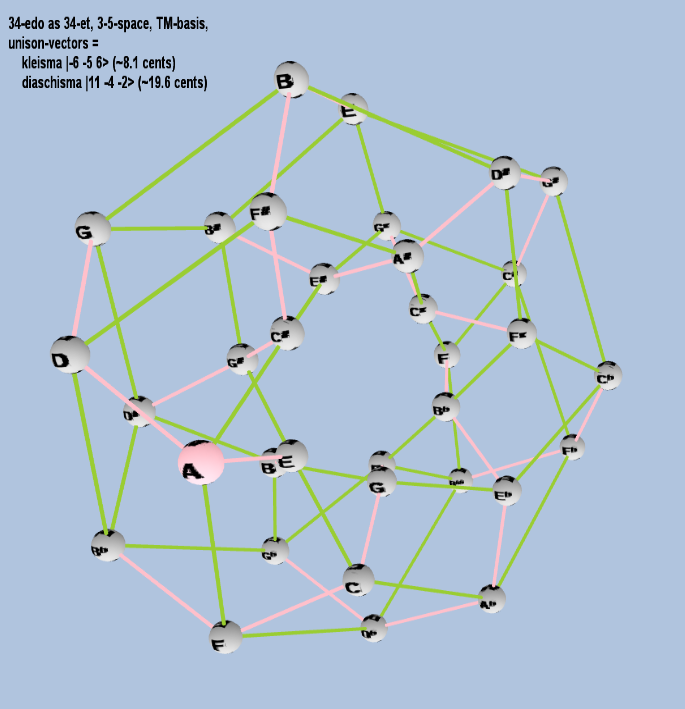 34-edo as 34-et, 3-5-space, TM-basis,
unison-vectors =
kleisma |-6 -5 6> (~8.1 cents)
diaschisma |11 -4 -2> (~19.6 cents)
B
E
D#
F#
G
A#
E#
C#
D
F
B♭
C♭
A
E
F♭
G
E♭
C
A♭
D♭
F